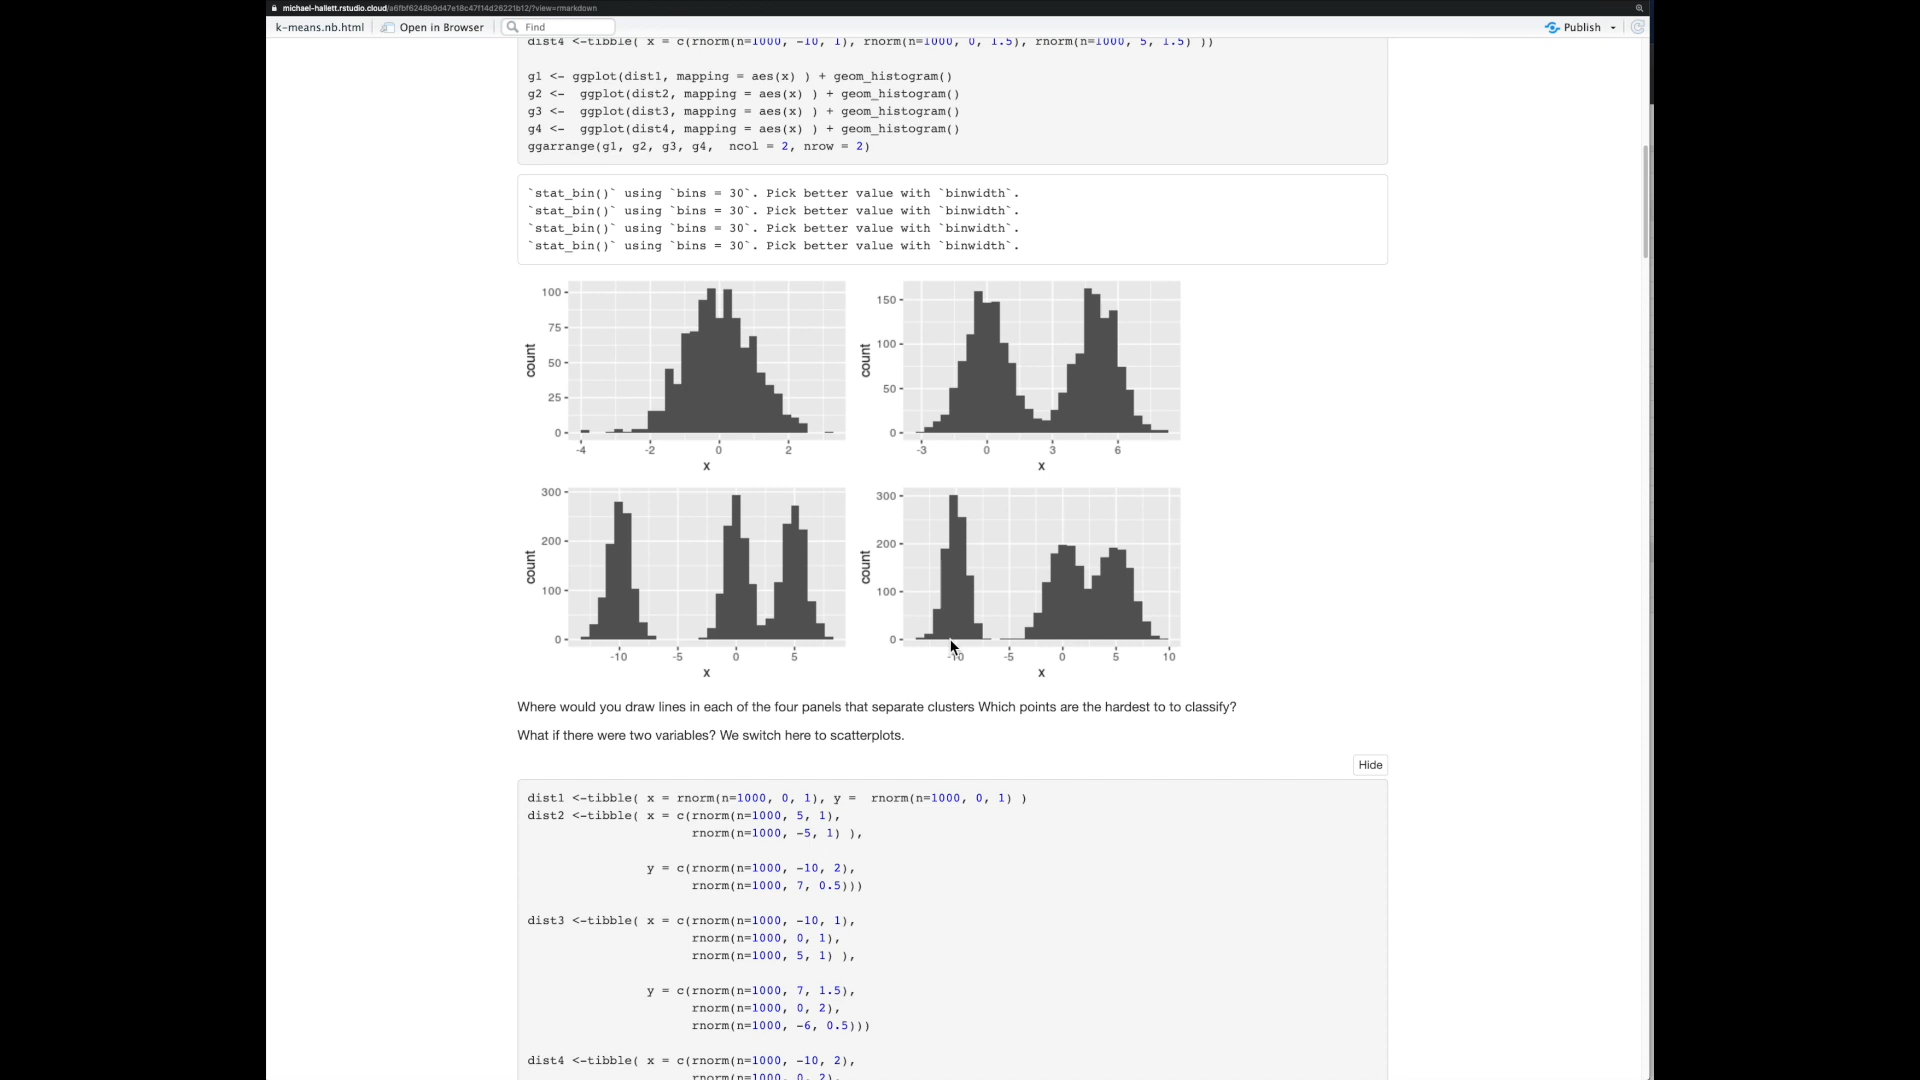 michael-hallett.rstudio.cloud/a6fbf6248b9d47e18c47f14d26221b12/?view=rmarkdown
k-means.nb.html Open in Browser Find Publish
dist4 <-tibble( x = c(rnorm(n=1000, -10, 1), rnorm(n=1000, 0, 1.5), rnorm(n=1000, 5, 1.5) ))
g1 <- ggplot(dist1, mapping = aes(x) ) + geom_histogram()
g2 <-  ggplot(dist2, mapping = aes(x) ) + geom_histogram()
g3 <-  ggplot(dist3, mapping = aes(x) ) + geom_histogram()
g4 <-  ggplot(dist4, mapping = aes(x) ) + geom_histogram()
ggarrange(g1, g2, g3, g4,  ncol = 2, nrow = 2)
`stat_bin()` using `bins = 30`. Pick better value with `binwidth`.
`stat_bin()` using `bins = 30`. Pick better value with `binwidth`.
`stat_bin()` using `bins = 30`. Pick better value with `binwidth`.
`stat_bin()` using `bins = 30`. Pick better value with `binwidth`.
100
75
50
25
0
count
-4 -2 0 2
x
150
100
50
0
count
-3 0 3 6
x
300
200
100
0
count
-10 -5 0 5
x
300
200
100
0
count
-10 -5 0 5 10
x
Where would you draw lines in each of the four panels that separate clusters Which points are the hardest to to classify?
What if there were two variables? We switch here to scatterplots.
Hide
dist1 <-tibble( x = rnorm(n=1000, 0, 1), y =  rnorm(n=1000, 0, 1) )
dist2 <-tibble( x = c(rnorm(n=1000, 5, 1),
rnorm(n=1000, -5, 1) ),
y = c(rnorm(n=1000, -10, 2),
rnorm(n=1000, 7, 0.5)))
dist3 <-tibble( x = c(rnorm(n=1000, -10, 1),
rnorm(n=1000, 0, 1),
rnorm(n=1000, 5, 1) ),
y = c(rnorm(n=1000, 7, 1.5),
rnorm(n=1000, 0, 2),
rnorm(n=1000, -6, 0.5)))
dist4 <-tibble( x = c(rnorm(n=1000, -10, 2),
rnorm(n=1000, 0, 2),